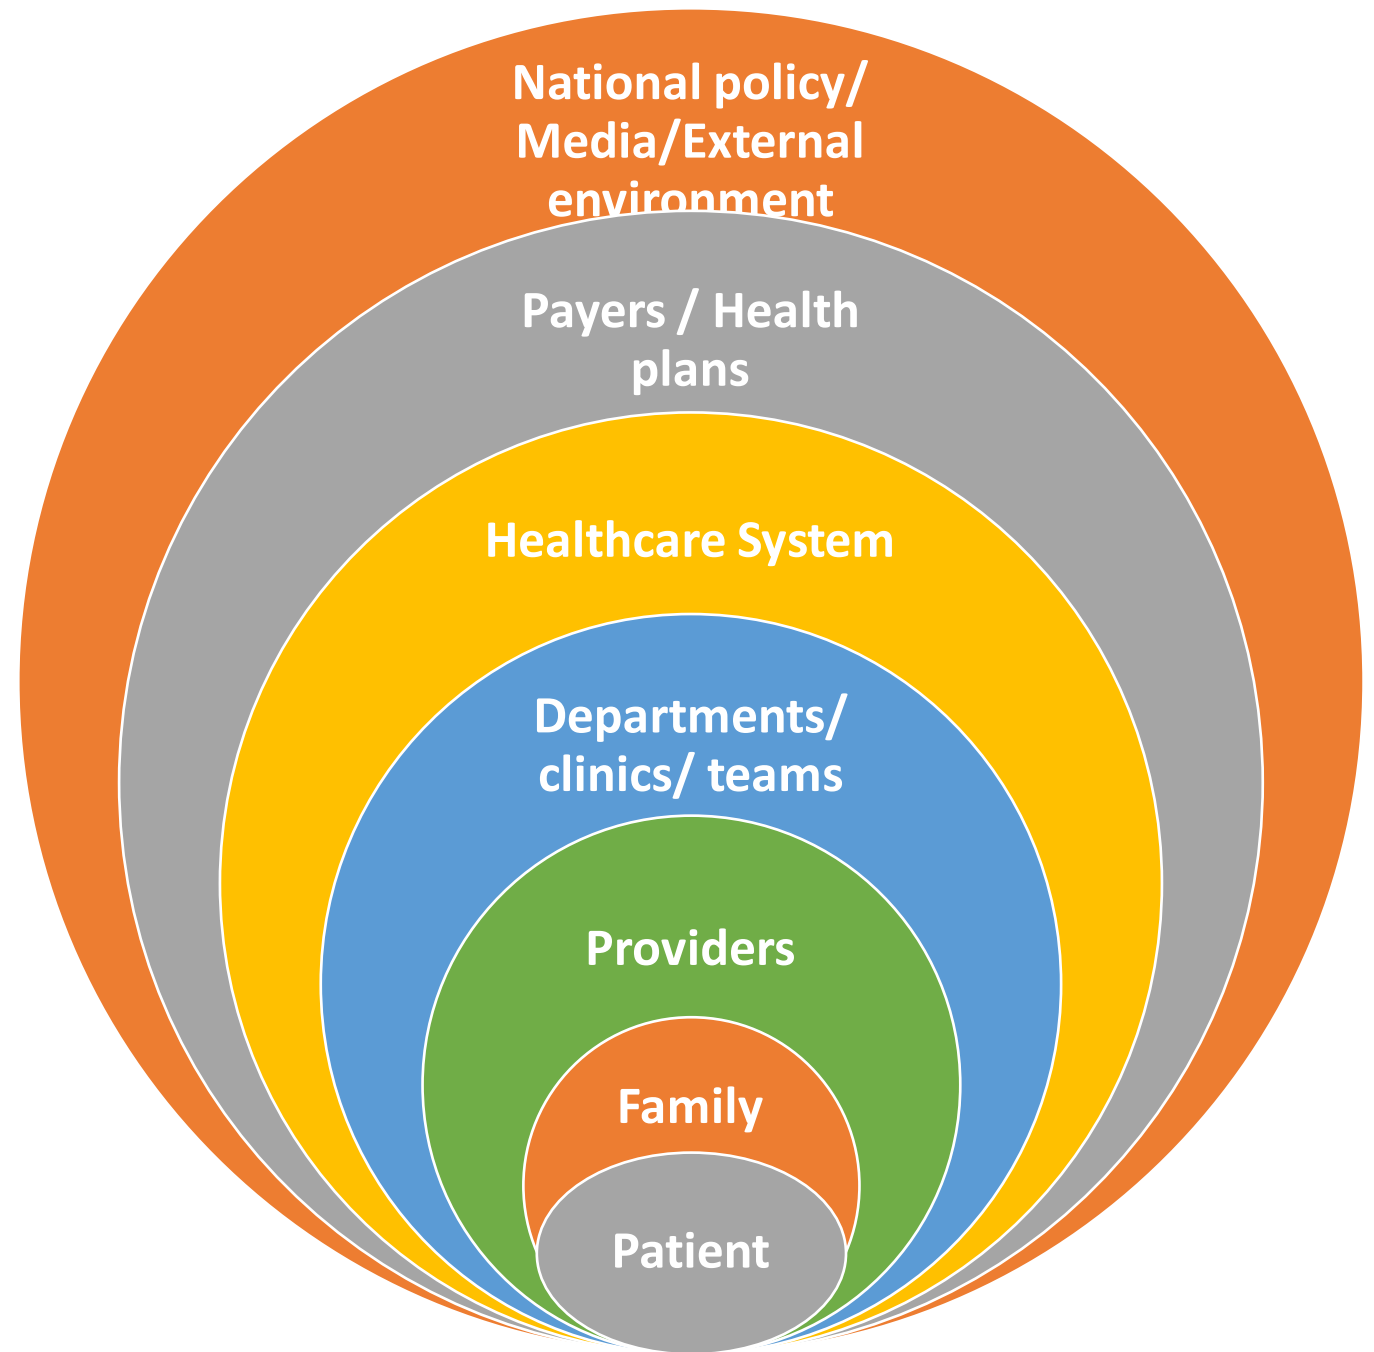 National policy/
Media/External
environment
Payers / Health
plans
Healthcare System
Departments/
clinics/ teams
Providers
Family
Patient